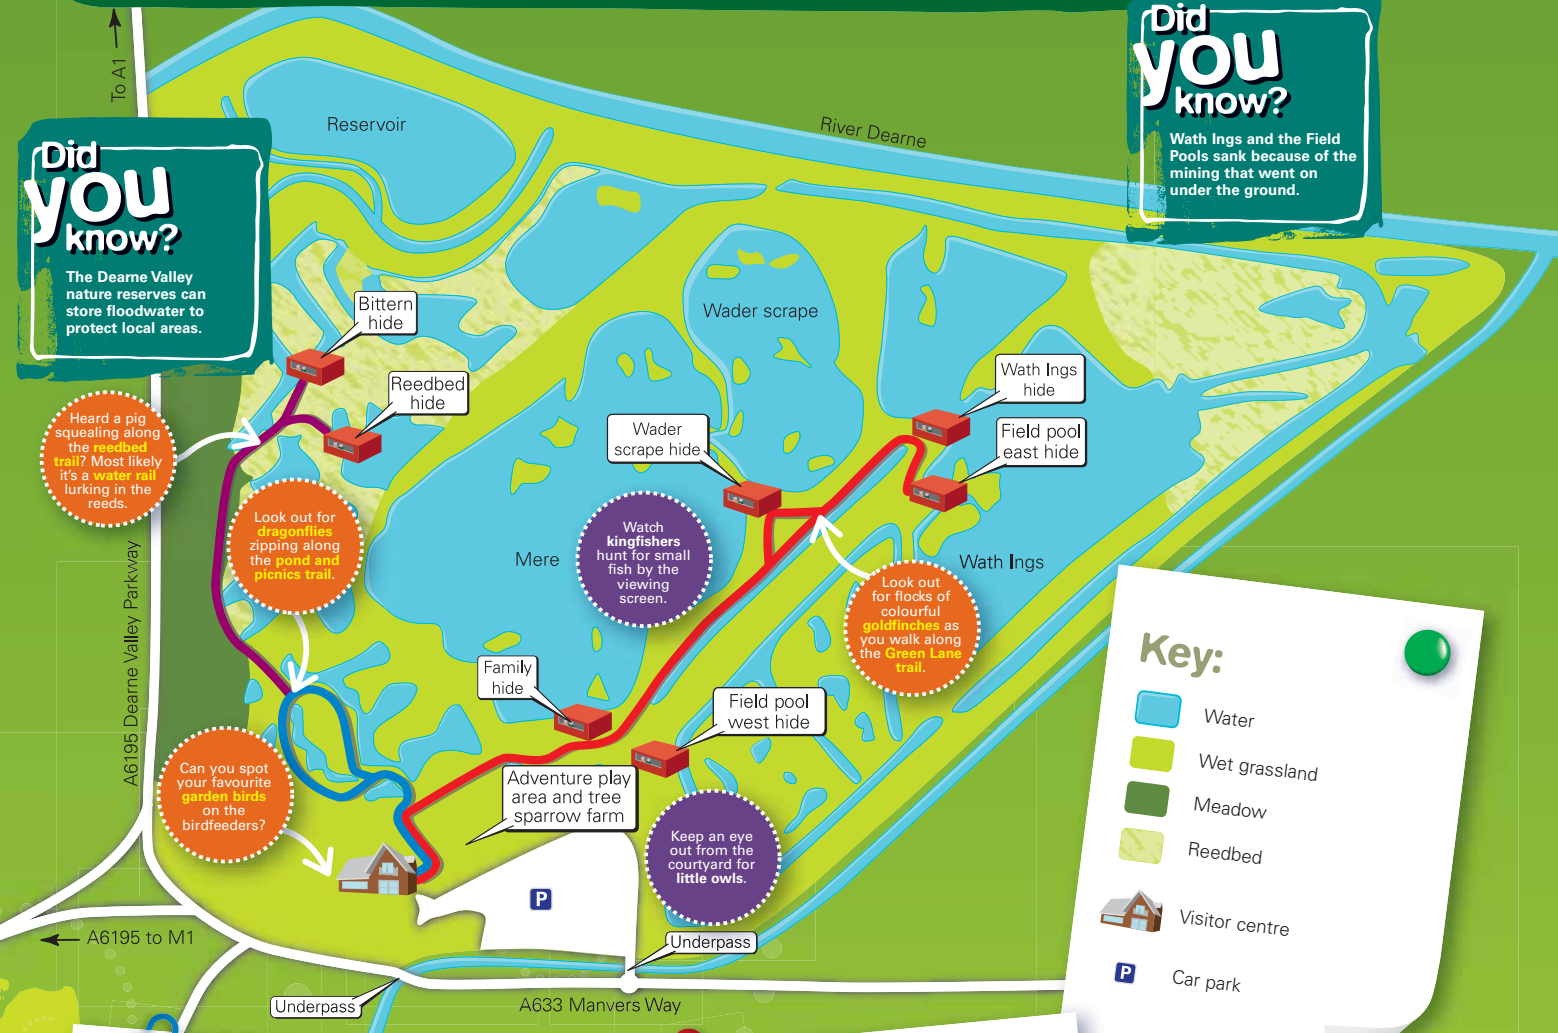 To A1
Did
you
know?
The Dearne Valley
nature reserves can
store floodwater to
protect local areas.
Did
you
know?
Wath Ings and the Field
Pools sank because of the
mining that went on
under the ground.
Reservoir
River Dearne
Wader scrape
Bittern
hide
Reedbed
hide
Wath Ings
hide
Wader
scrape hide
Field pool
east hide
Heard a pig
squealing along
the reedbed
trail? Most likely
it's a water rail
lurking in the
reeds.
Look out for
dragonflies
zipping along
the pond and
picnics trail.
Mere
Watch
kingfishers
hunt for small
fish by the
viewing
screen.
Wath Ings
Look out
for flocks of
colourful
goldfinches as
you walk along
the Green Lane
trail.
A6195 Dearne Valley Parkway
Family
hide
Field pool
west hide
Can you spot
your favourite
garden birds
on the
birdfeeders?
Adventure play
area and tree
sparrow farm
Keep an eye
out from the
courtyard for
little owls.
P
A6195 to M1
Underpass
Underpass
A633 Manvers Way
Key:
Water
Wet grassland
Meadow
Reedbed
Visitor centre
P
Car park